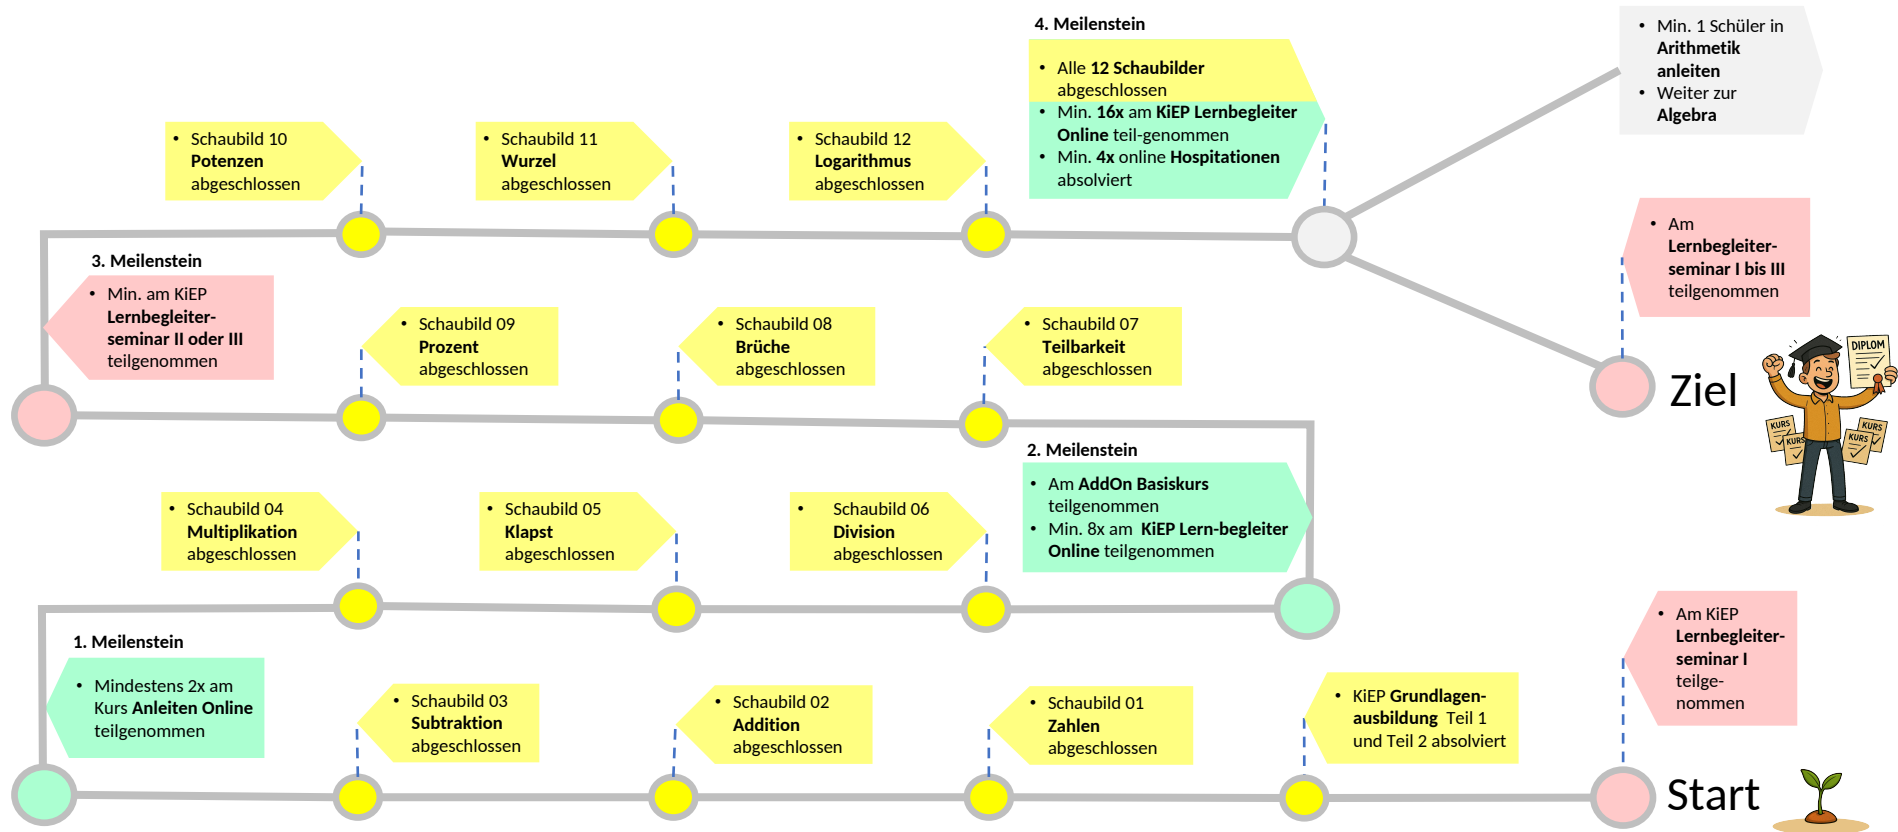 4. Meilenstein
• Alle 12 Schaubilder
abgeschlossen
• Min. 16x am KiEP Lernbegleiter
Online teil-genommen
• Min. 4x online Hospitationen
absolviert
• Min. 1 Schüler in
Arithmetik
anleiten
• Weiter zur
Algebra
• Schaubild 10
Potenzen
abgeschlossen
• Schaubild 11
Wurzel
abgeschlossen
• Schaubild 12
Logarithmus
abgeschlossen
• Am
Lernbegleiter-
seminar I bis III
teilgenommen
3. Meilenstein
• Min. am KiEP
Lernbegleiter-
seminar II oder III
teilgenommen
• Schaubild 09
Prozent
abgeschlossen
• Schaubild 08
Brüche
abgeschlossen
• Schaubild 07
Teilbarkeit
abgeschlossen
Ziel
DIPLOM
KURS
KURS
KURS
KURS
2. Meilenstein
• Am AddOn Basiskurs
teilgenommen
• Min. 8x am KiEP Lern-begleiter
Online teilgenommen
• Schaubild 04
Multiplikation
abgeschlossen
• Schaubild 05
Klapst
abgeschlossen
• Schaubild 06
Division
abgeschlossen
1. Meilenstein
• Mindestens 2x am
Kurs Anleiten Online
teilgenommen
• Schaubild 03
Subtraktion
abgeschlossen
• Schaubild 02
Addition
abgeschlossen
• Schaubild 01
Zahlen
abgeschlossen
• KiEP Grundlagen-
ausbildung Teil 1
und Teil 2 absolviert
• Am KiEP
Lernbegleiter-
seminar I
teilge-
nommen
Start